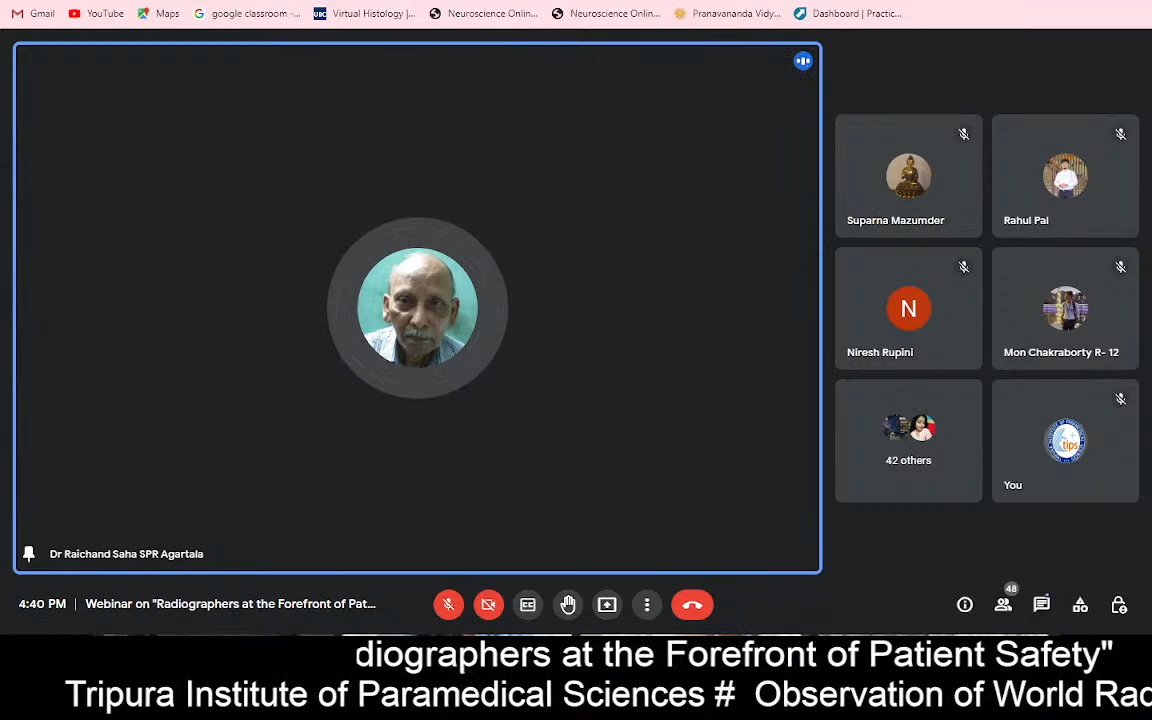 Gmail
YouTube
Maps
google classroom -...
UBC Virtual Histology |...
Neuroscience Onlin...
Neuroscience Onlin...
Pranavananda Vidy...
Dashboard | Practic...
Suparna Mazumder
Rahul Pal
N
Niresh Rupini
Mon Chakraborty R- 12
42 others
tips
You
Dr Raichand Saha SPR Agartala
4:40 PM | Webinar on "Radiographers at the Forefront of Pat...
48
diographers at the Forefront of Patient Safety"
Tripura Institute of Paramedical Sciences # Observation of World Rad